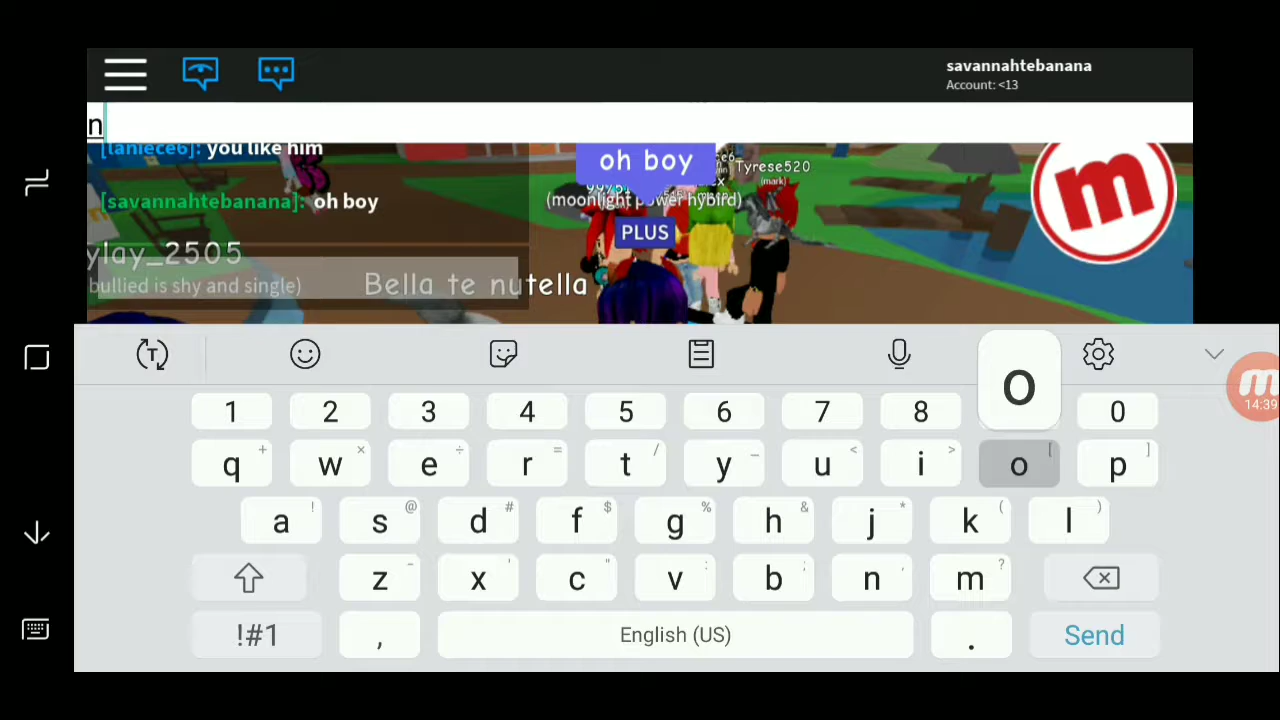 savannahtebanana
Account: <13
n
[laniece6]: you like him
[savannahtebanana]: oh boy
oh boy
Tyrese520
(mark)
(moonlight power hybird)
PLUS
ylay_2505
bullied is shy and single)
Bella te nutella
m
14:39
T
o
1 2 3 4 5 6 7 8 0
q + w × e ÷ r = t / y _ u < i > o [ p ]
a ! s @ d # f $ g % h & j * k ( l )
z - x ' c " v : b ; n , m ?
!#1 , English (US) . Send